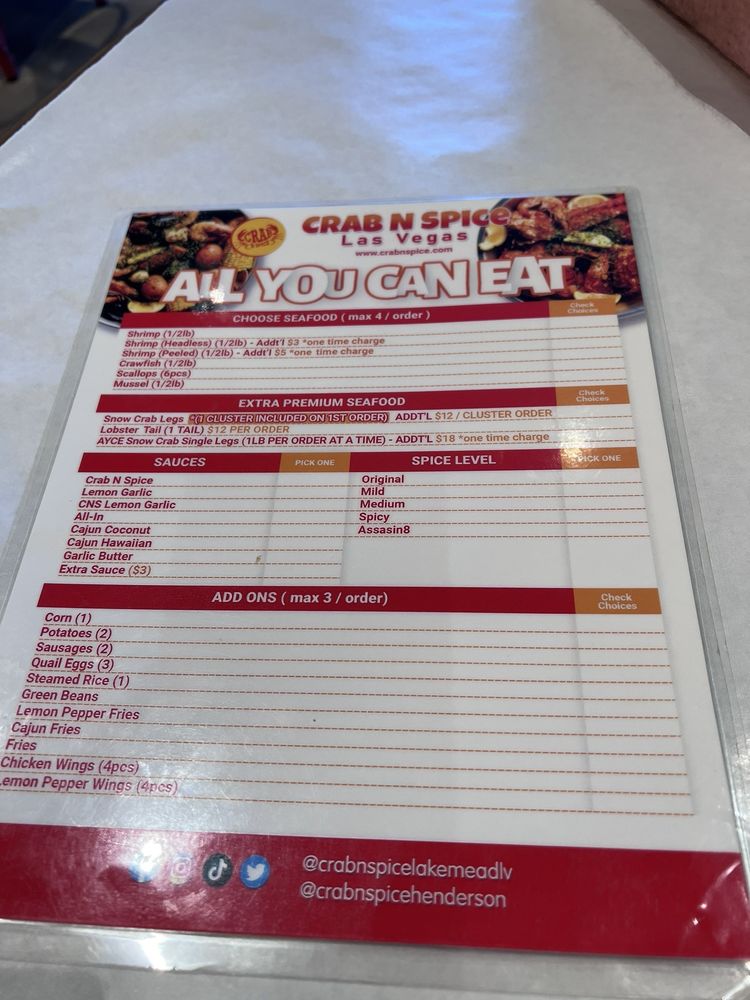 CRAB
CRAB N SPICE
Las Vegas
www.crabnspice.com
ALL YOU CAN EAT
CHOOSE SEAFOOD ( max 4 / order )
Check Choices
Shrimp (1/2lb)
Shrimp (Headless) (1/2lb) - Addt'l $3 *one time charge
Shrimp (Peeled) (1/2lb) - Addt'l $5 *one time charge
Crawfish (1/2lb)
Scallops (6pcs)
Mussel (1/2lb)
EXTRA PREMIUM SEAFOOD
Check Choices
Snow Crab Legs *(1 CLUSTER INCLUDED ON 1ST ORDER) ADDT'L $12 / CLUSTER ORDER
Lobster Tail (1 TAIL) $12 PER ORDER
AYCE Snow Crab Single Legs (1LB PER ORDER AT A TIME) - ADDT'L $18 *one time charge
SAUCES PICK ONE
Crab N Spice
Lemon Garlic
CNS Lemon Garlic
All-In
Cajun Coconut
Cajun Hawaiian
Garlic Butter
Extra Sauce ($3)
SPICE LEVEL PICK ONE
Original
Mild
Medium
Spicy
Assasin8
ADD ONS ( max 3 / order)
Check Choices
Corn (1)
Potatoes (2)
Sausages (2)
Quail Eggs (3)
Steamed Rice (1)
Green Beans
Lemon Pepper Fries
Cajun Fries
Fries
Chicken Wings (4pcs)
Lemon Pepper Wings (4pcs)
@crabnspicelakemeadlv
@crabnspicehenderson